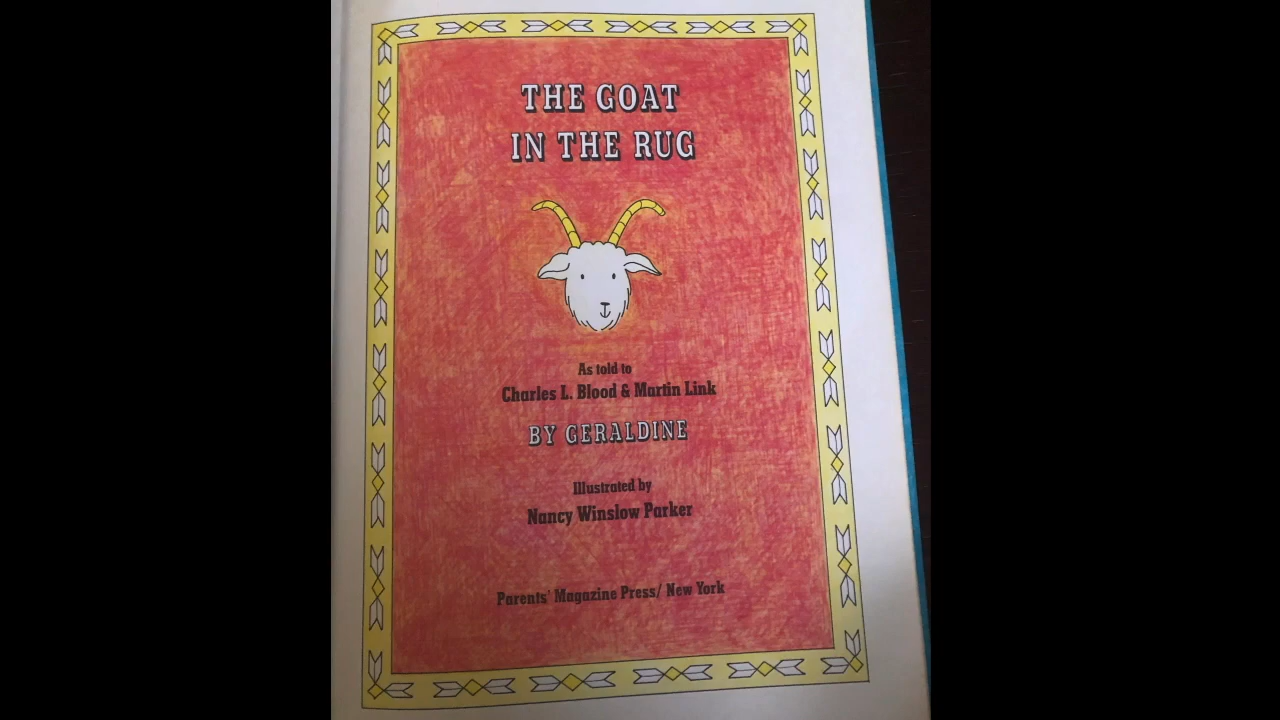 THE GOAT
IN THE RUG
As told to
Charles L. Blood & Martin Link
BY GERALDINE
Illustrated by
Nancy Winslow Parker
Parents' Magazine Press/ New York